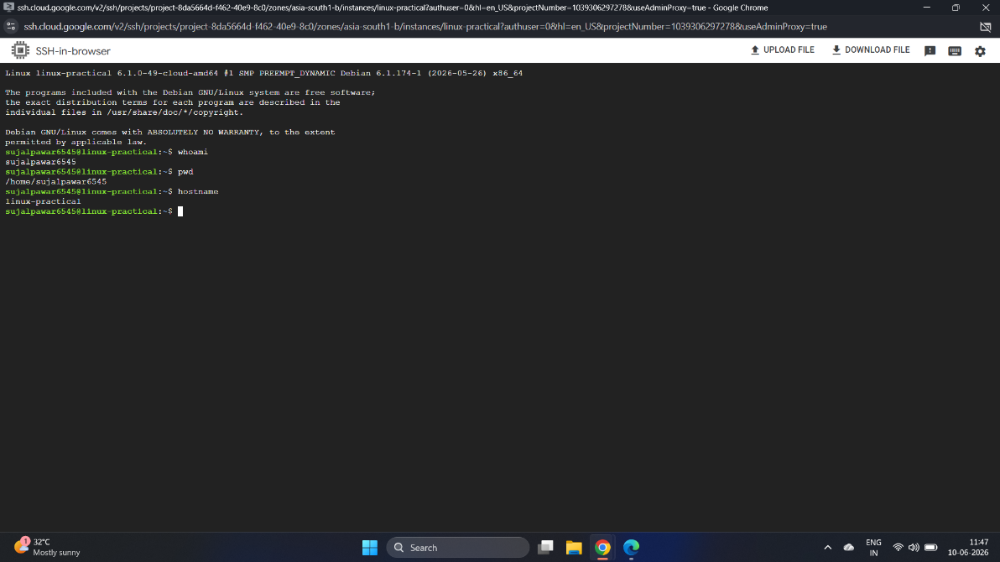 ssh.cloud.google.com/v2/ssh/projects/project-8da5664d-f462-40e9-8c0/zones/asia-south1-b/instances/linux-practical?authuser=0&hl=en_US&projectNumber=1039306297278&useAdminProxy=true - Google Chrome
ssh.cloud.google.com/v2/ssh/projects/project-8da5664d-f462-40e9-8c0/zones/asia-south1-b/instances/linux-practical?authuser=0&hl=en_US&projectNumber=1039306297278&useAdminProxy=true
SSH-in-browser
UPLOAD FILE
DOWNLOAD FILE
Linux linux-practical 6.1.0-49-cloud-amd64 #1 SMP PREEMPT_DYNAMIC Debian 6.1.174-1 (2026-05-26) x86_64
The programs included with the Debian GNU/Linux system are free software;
the exact distribution terms for each program are described in the
individual files in /usr/share/doc/*/copyright.
Debian GNU/Linux comes with ABSOLUTELY NO WARRANTY, to the extent
permitted by applicable law.
sujalpawar6545@linux-practical:~$ whoami
sujalpawar6545
sujalpawar6545@linux-practical:~$ pwd
/home/sujalpawar6545
sujalpawar6545@linux-practical:~$ hostname
linux-practical
sujalpawar6545@linux-practical:~$
1
32°C
Mostly sunny
Search
ENG
IN
11:47
10-06-2026